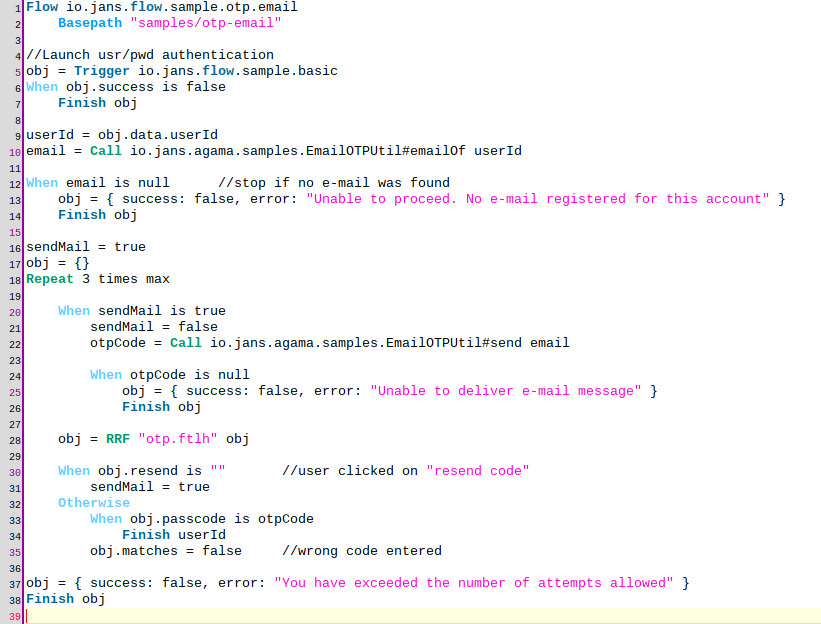 1 Flow io.jans.flow.sample.otp.email
2     Basepath "samples/otp-email"
3
4 //Launch usr/pwd authentication
5 obj = Trigger io.jans.flow.sample.basic
6 When obj.success is false
7     Finish obj
8
9 userId = obj.data.userId
10 email = Call io.jans.agama.samples.EmailOTPUtil#emailOf userId
11
12 When email is null      //stop if no e-mail was found
13     obj = { success: false, error: "Unable to proceed. No e-mail registered for this account" }
14     Finish obj
15
16 sendMail = true
17 obj = {}
18 Repeat 3 times max
19
20     When sendMail is true
21         sendMail = false
22         otpCode = Call io.jans.agama.samples.EmailOTPUtil#send email
23
24         When otpCode is null
25             obj = { success: false, error: "Unable to deliver e-mail message" }
26             Finish obj
27
28     obj = RRF "otp.ftlh" obj
29
30     When obj.resend is ""       //user clicked on "resend code"
31         sendMail = true
32     Otherwise
33         When obj.passcode is otpCode
34             Finish userId
35         obj.matches = false     //wrong code entered
36
37 obj = { success: false, error: "You have exceeded the number of attempts allowed" }
38 Finish obj
39